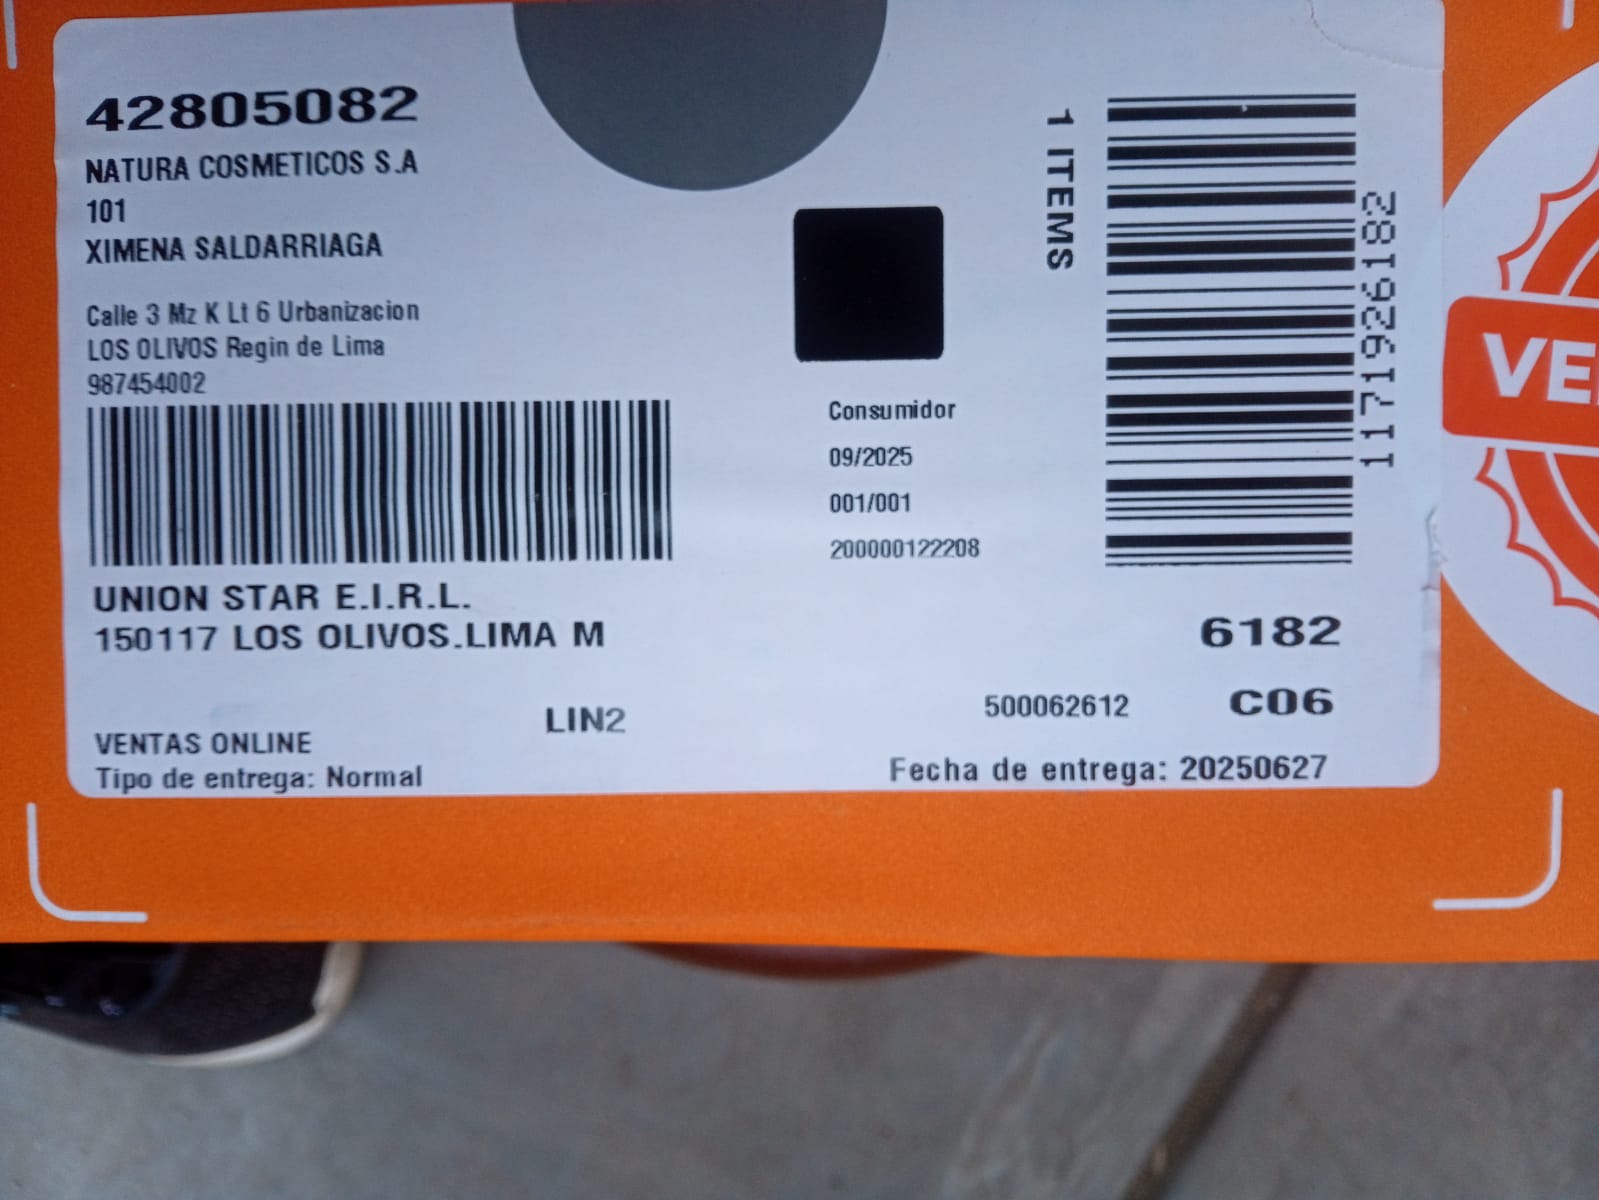 42805082
NATURA COSMETICOS S.A
101
XIMENA SALDARRIAGA
Calle 3 Mz K Lt 6 Urbanizacion
LOS OLIVOS Regin de Lima
987454002
UNION STAR E.I.R.L.
150117 LOS OLIVOS.LIMA M
LIN2
VENTAS ONLINE
Tipo de entrega: Normal
Consumidor
09/2025
001/001
200000122208
1 ITEMS
1171926182
6182
500062612 C06
Fecha de entrega: 20250627